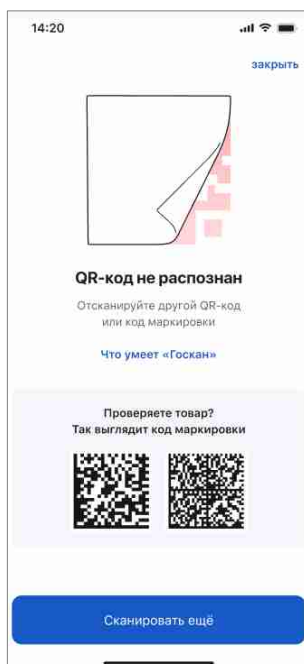 14:20
закрыть
QR-код не распознан
Отсканируйте другой QR-код
или код маркировки
Что умеет «Госкан»
Проверяете товар?
Так выглядит код маркировки
Сканировать ещё